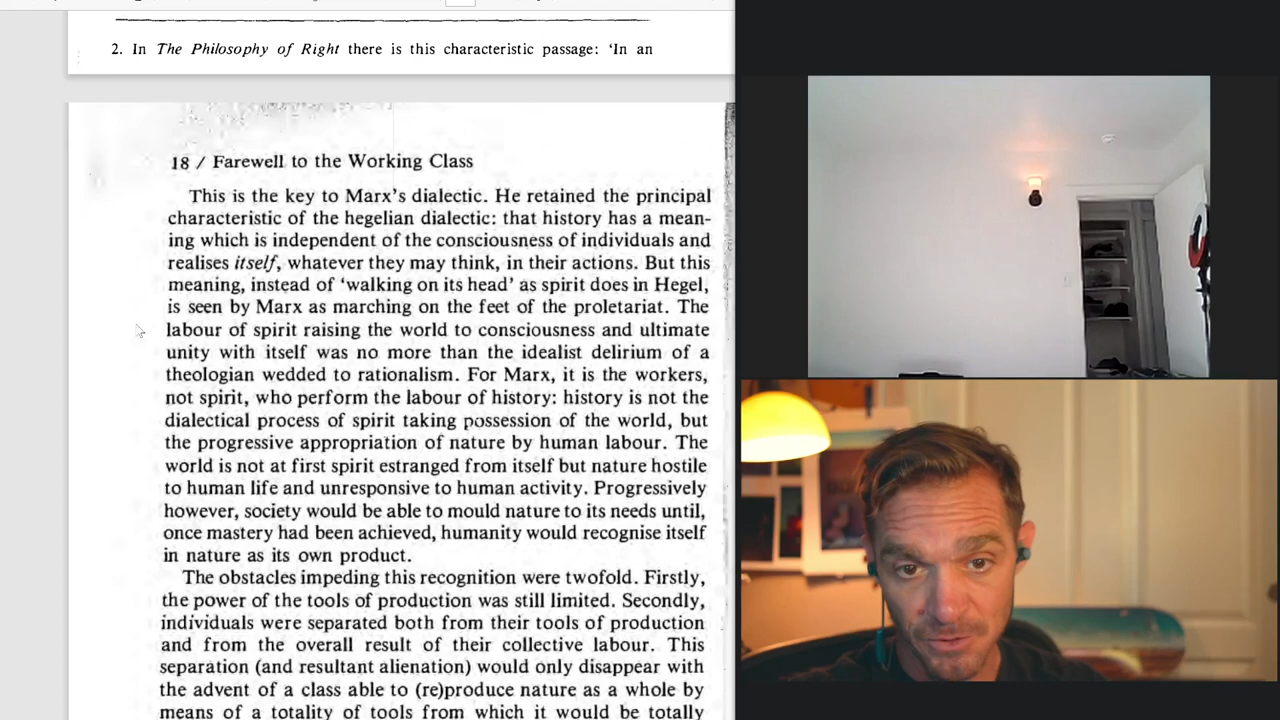 2. In The Philosophy of Right there is this characteristic passage: ‘In an
18 / Farewell to the Working Class
This is the key to Marx’s dialectic. He retained the principal
characteristic of the hegelian dialectic: that history has a mean-
ing which is independent of the consciousness of individuals and
realises itself, whatever they may think, in their actions. But this
meaning, instead of ‘walking on its head’ as spirit does in Hegel,
is seen by Marx as marching on the feet of the proletariat. The
labour of spirit raising the world to consciousness and ultimate
unity with itself was no more than the idealist delirium of a
theologian wedded to rationalism. For Marx, it is the workers,
not spirit, who perform the labour of history: history is not the
dialectical process of spirit taking possession of the world, but
the progressive appropriation of nature by human labour. The
world is not at first spirit estranged from itself but nature hostile
to human life and unresponsive to human activity. Progressively
however, society would be able to mould nature to its needs until,
once mastery had been achieved, humanity would recognise itself
in nature as its own product.
The obstacles impeding this recognition were twofold. Firstly,
the power of the tools of production was still limited. Secondly,
individuals were separated both from their tools of production
and from the overall result of their collective labour. This
separation (and resultant alienation) would only disappear with
the advent of a class able to (re)produce nature as a whole by
means of a totality of tools from which it would be totally